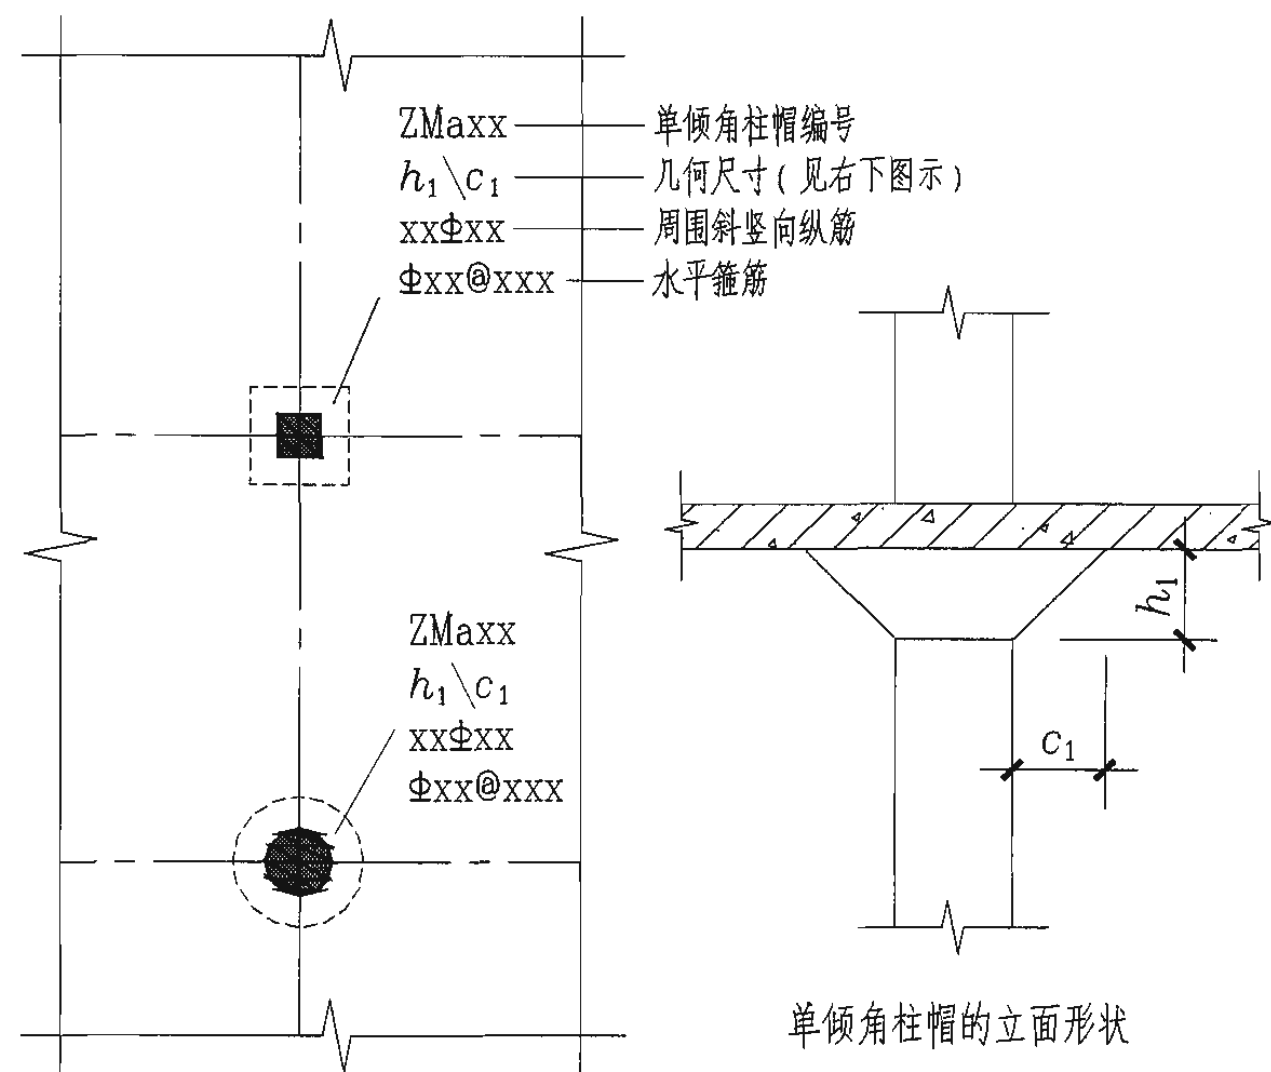 ZMaxx 单倾角柱帽编号
h₁\c₁ 几何尺寸(见右下图示)
xxΦxx 周围斜竖向纵筋
Φxx@xxx 水平箍筋
h₁
ZMaxx
h₁\c₁
xxΦxx
Φxx@xxx
c₁
单倾角柱帽的立面形状